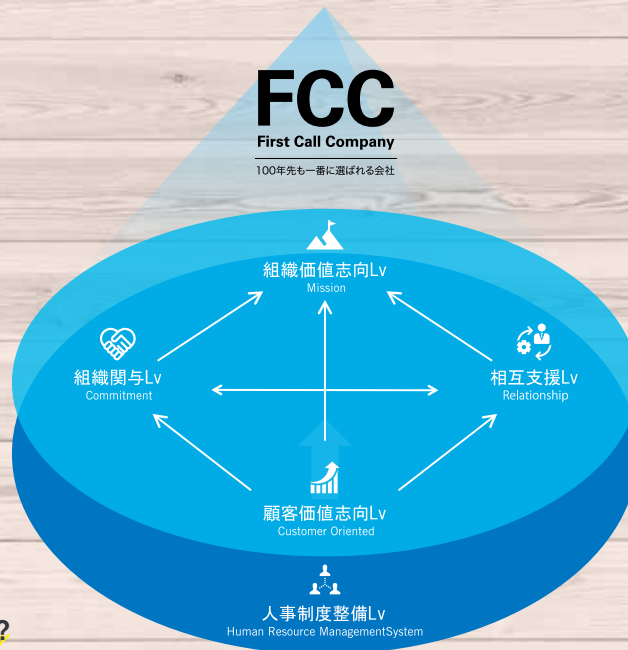 FCC
First Call Company
100年先も一番に選ばれる会社
組織価値志向Lv
Mission
組織関与Lv
Commitment
相互支援Lv
Relationship
顧客価値志向Lv
Customer Oriented
人事制度整備Lv
Human Resource ManagementSystem
?